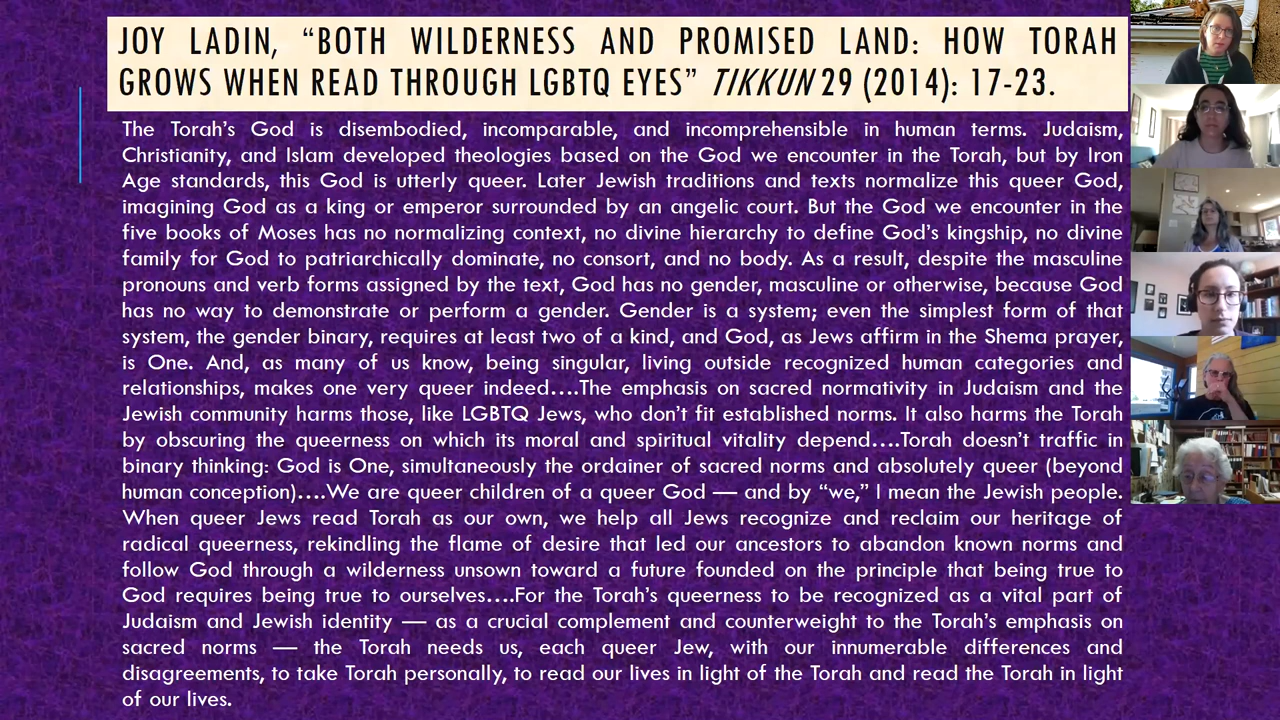 JOY LADIN, “BOTH WILDERNESS AND PROMISED LAND: HOW TORAH
GROWS WHEN READ THROUGH LGBTQ EYES” TIKKUN 29 (2014): 17-23.
The Torah’s God is disembodied, incomparable, and incomprehensible in human terms. Judaism,
Christianity, and Islam developed theologies based on the God we encounter in the Torah, but by Iron
Age standards, this God is utterly queer. Later Jewish traditions and texts normalize this queer God,
imagining God as a king or emperor surrounded by an angelic court. But the God we encounter in the
five books of Moses has no normalizing context, no divine hierarchy to define God’s kingship, no divine
family for God to patriarchically dominate, no consort, and no body. As a result, despite the masculine
pronouns and verb forms assigned by the text, God has no gender, masculine or otherwise, because God
has no way to demonstrate or perform a gender. Gender is a system; even the simplest form of that
system, the gender binary, requires at least two of a kind, and God, as Jews affirm in the Shema prayer,
is One. And, as many of us know, being singular, living outside recognized human categories and
relationships, makes one very queer indeed….The emphasis on sacred normativity in Judaism and the
Jewish community harms those, like LGBTQ Jews, who don’t fit established norms. It also harms the Torah
by obscuring the queerness on which its moral and spiritual vitality depend….Torah doesn’t traffic in
binary thinking: God is One, simultaneously the ordainer of sacred norms and absolutely queer (beyond
human conception)….We are queer children of a queer God — and by “we,” I mean the Jewish people.
When queer Jews read Torah as our own, we help all Jews recognize and reclaim our heritage of
radical queerness, rekindling the flame of desire that led our ancestors to abandon known norms and
follow God through a wilderness unsown toward a future founded on the principle that being true to
God requires being true to ourselves….For the Torah’s queerness to be recognized as a vital part of
Judaism and Jewish identity — as a crucial complement and counterweight to the Torah’s emphasis on
sacred norms — the Torah needs us, each queer Jew, with our innumerable differences and
disagreements, to take Torah personally, to read our lives in light of the Torah and read the Torah in light
of our lives.